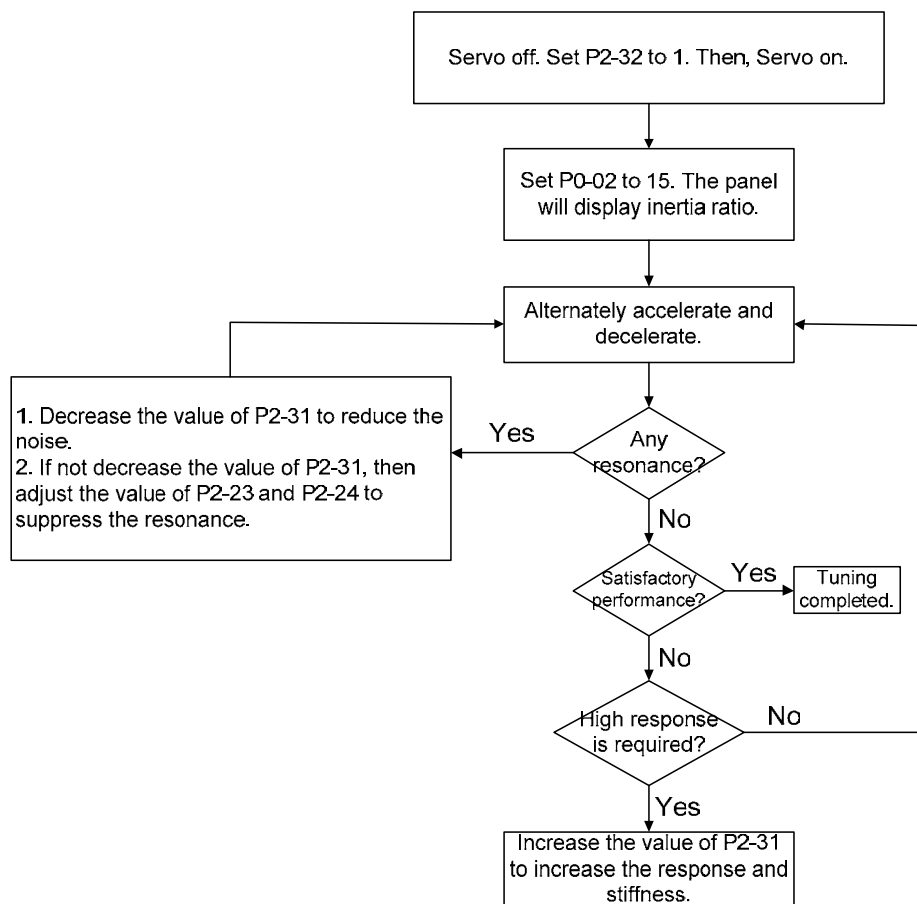 Servo off. Set P2-32 to 1. Then, Servo on.
Set P0-02 to 15. The panel
will display inertia ratio.
Alternately accelerate and
decelerate.
1. Decrease the value of P2-31 to reduce the
noise.
2. If not decrease the value of P2-31, then
adjust the value of P2-23 and P2-24 to
suppress the resonance.
Yes
Any
resonance?
No
Satisfactory
performance?
Yes
Tuning
completed.
No
High response
is required?
No
Yes
Increase the value of P2-31
to increase the response and
stiffness.